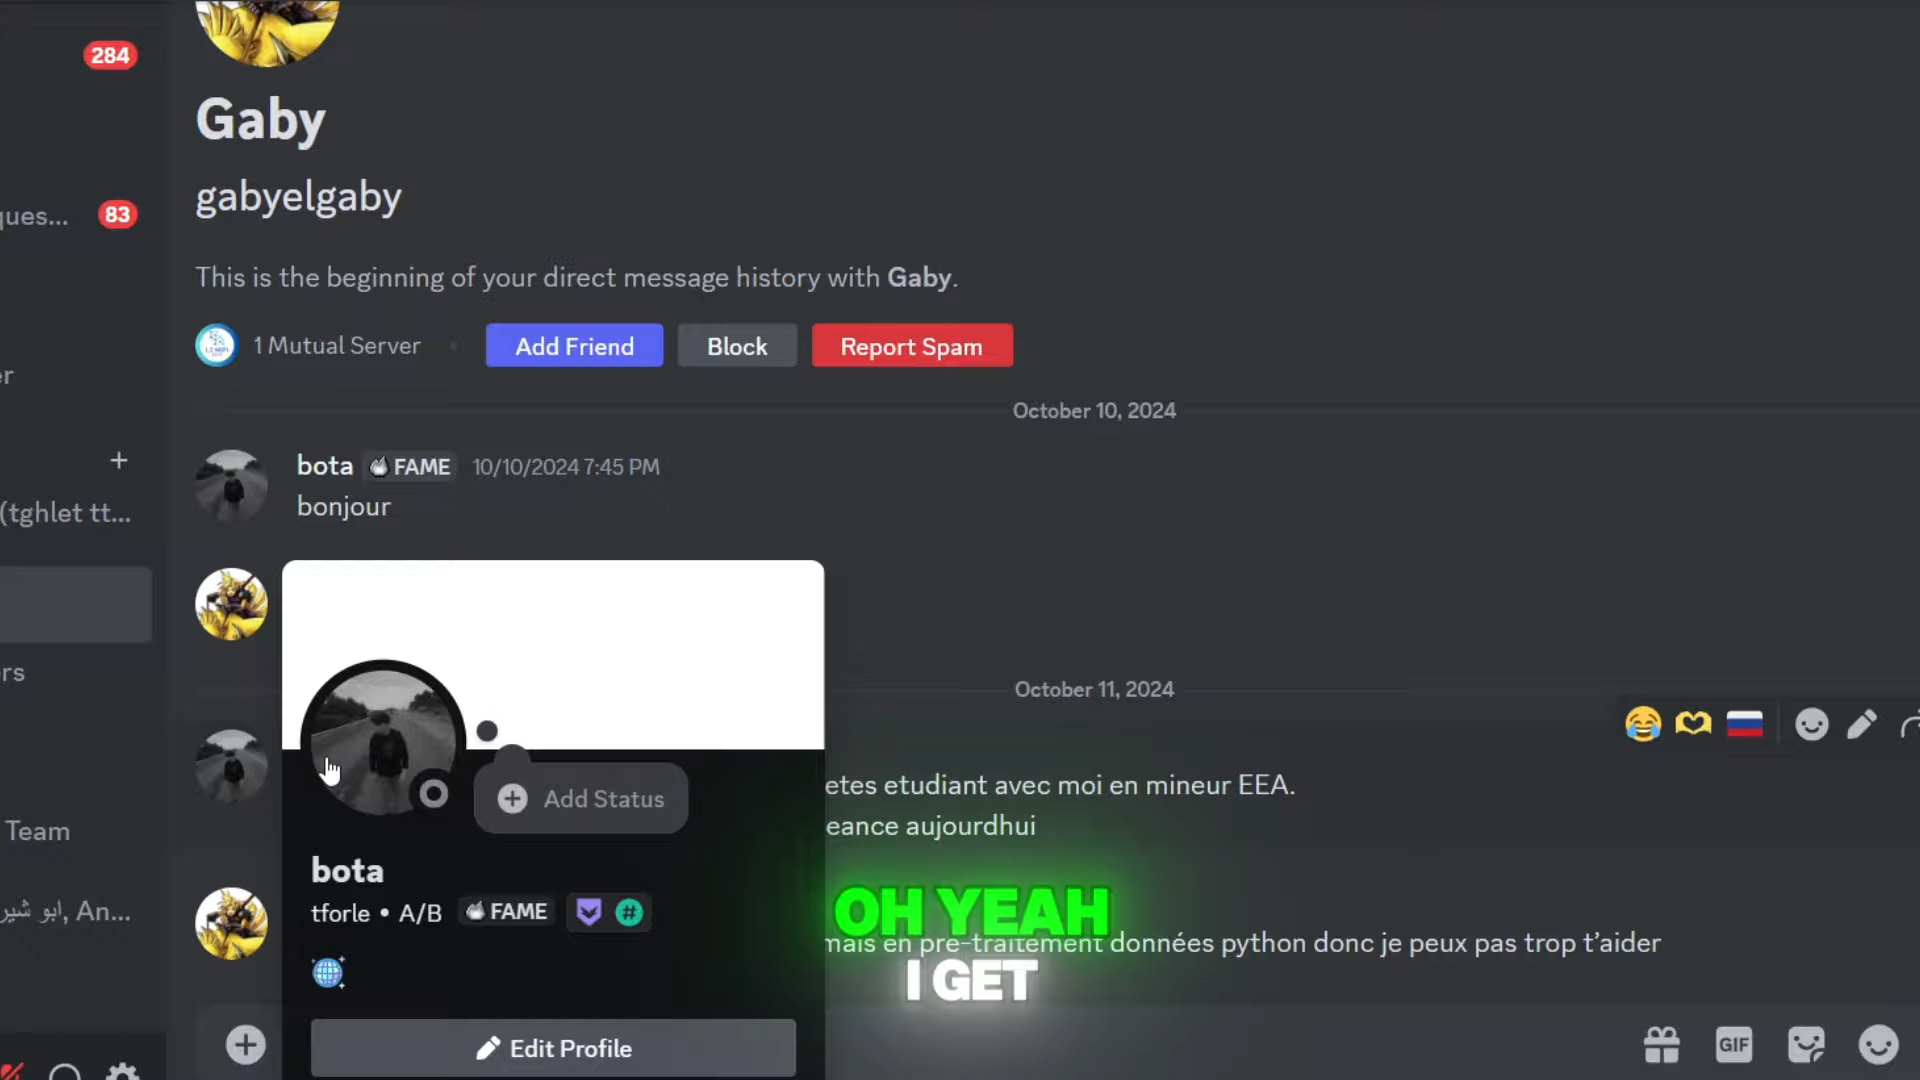 284
Gaby
ques... 83
gabyelgaby
This is the beginning of your direct message history with Gaby.
1 Mutual Server Add Friend Block Report Spam
er
October 10, 2024
bota FAME 10/10/2024 7:45 PM
bonjour
(tghlet tt...
rs
October 11, 2024
etes etudiant avec moi en mineur EEA.
Add Status
eance aujourdhui
Team
bota
tforle • A/B FAME
ابو شير, An...
OH YEAH
mais en pre-traitement données python donc je peux pas trop t’aider
I GET
Edit Profile
GIF